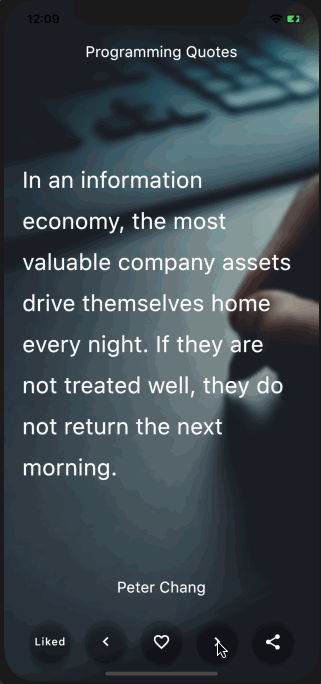 12:09
Programming Quotes
In an information
economy, the most
valuable company assets
drive themselves home
every night. If they are
not treated well, they do
not return the next
morning.
Peter Chang
Liked